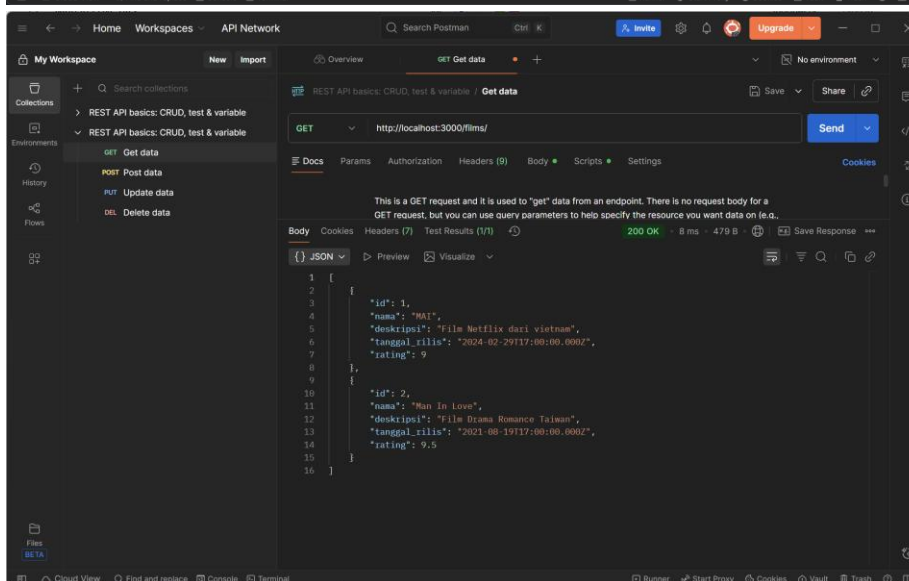 Home Workspaces API Network Search Postman Ctrl K Invite Upgrade
My Workspace New Import Overview GET Get data No environment
Collections
Search collections
REST API basics: CRUD, test & variable
REST API basics: CRUD, test & variable
GET Get data
POST Post data
PUT Update data
DEL Delete data
Environments
History
Flows
Files
BETA
REST API basics: CRUD, test & variable / Get data Save Share
GET http://localhost:3000/films/ Send
Docs Params Authorization Headers (9) Body Scripts Settings Cookies
This is a GET request and it is used to "get" data from an endpoint. There is no request body for a
GET request, but you can use query parameters to help specify the resource you want data on (e.g.,
Body Cookies Headers (7) Test Results (1/1) 200 OK 8 ms 479 B Save Response
{} JSON Preview Visualize
1 [
2 {
3 "id": 1,
4 "nama": "MAI",
5 "deskripsi": "Film Netflix dari vietnam",
6 "tanggal_rilis": "2024-02-29T17:00:00.000Z",
7 "rating": 9
8 },
9 {
10 "id": 2,
11 "nama": "Man In Love",
12 "deskripsi": "Film Drama Romance Taiwan",
13 "tanggal_rilis": "2021-08-19T17:00:00.000Z",
14 "rating": 9.5
15 }
16 ]
Cloud View Find and replace Console Terminal Runner Start Proxy Cookies Vault Trash